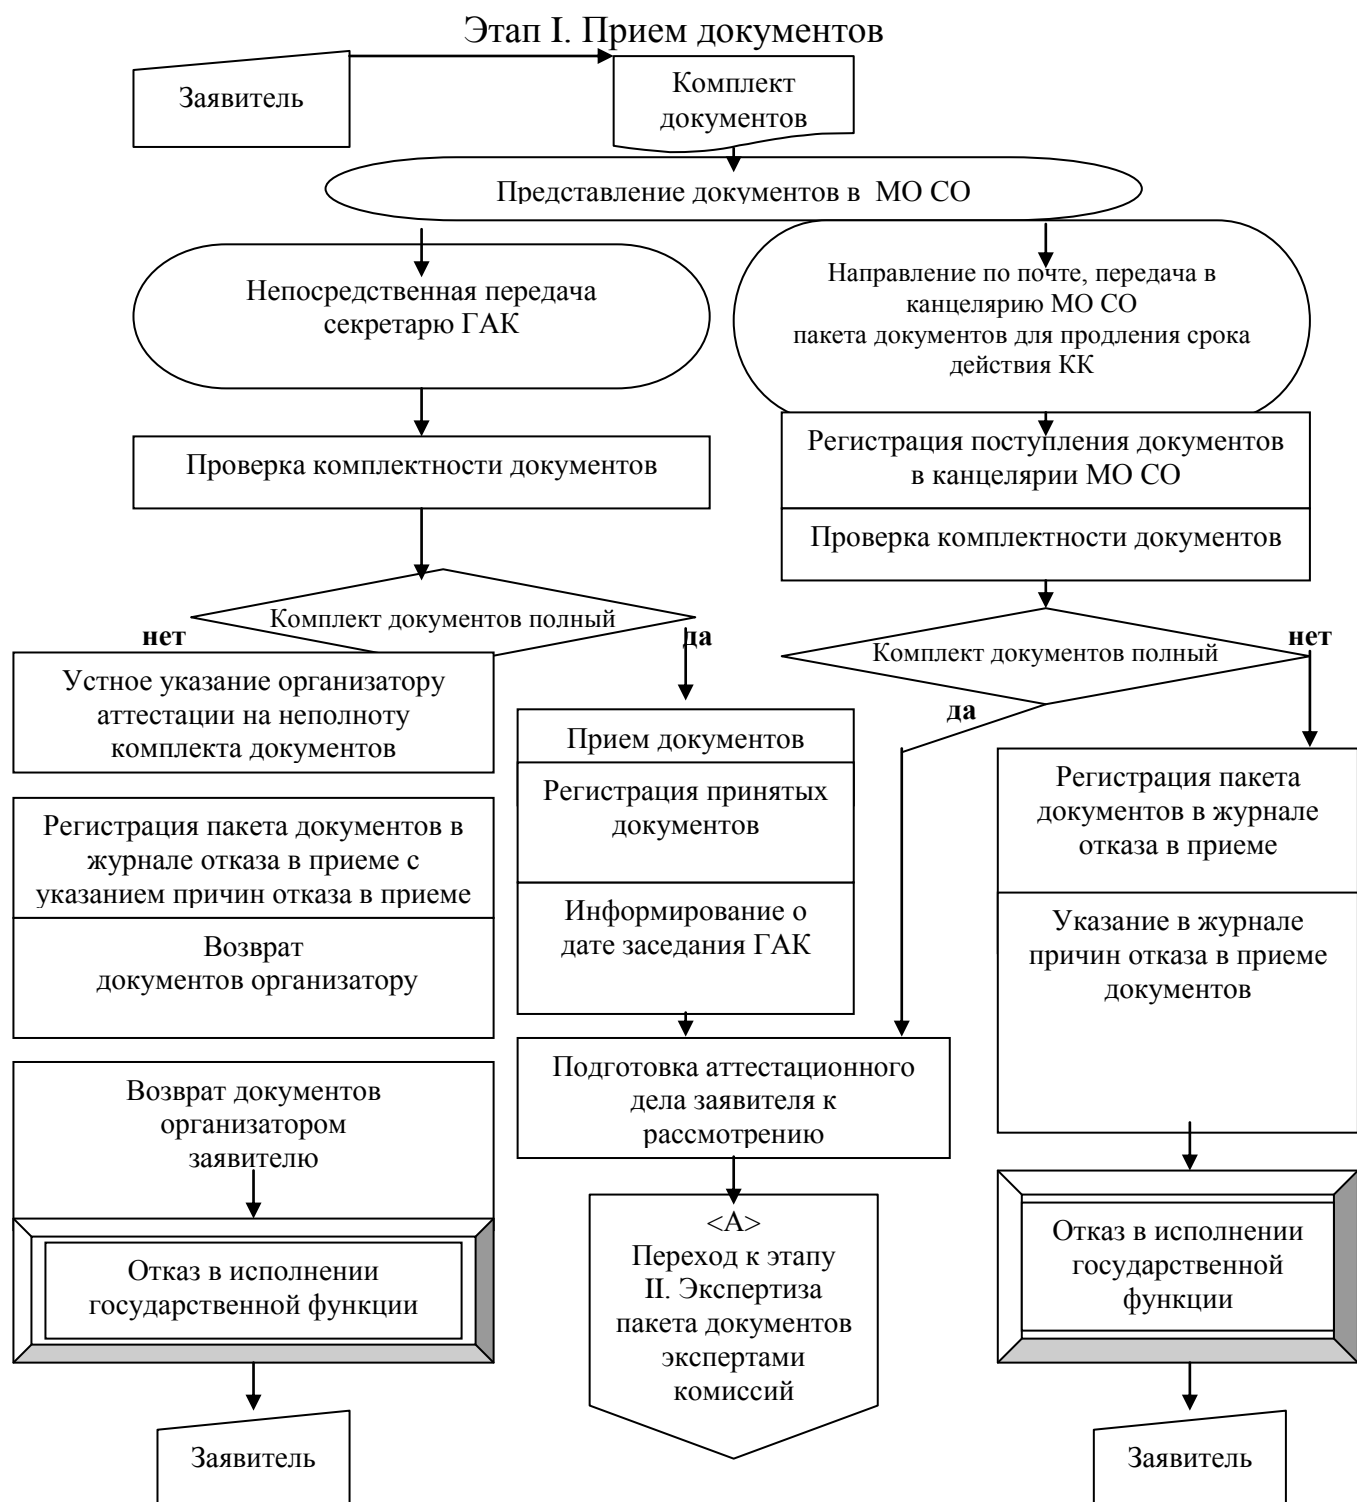 Этап I. Прием документов
Заявитель
Комплект
документов
Представление документов в МО СО
Непосредственная передача
секретарю ГАК
Направление по почте, передача в
канцелярию МО СО
пакета документов для продления срока
действия КК
Проверка комплектности документов
Регистрация поступления документов
в канцелярии МО СО
Проверка комплектности документов
Комплект документов полный
нет
да
Комплект документов полный
нет
да
Устное указание организатору
аттестации на неполноту
комплекта документов
Регистрация пакета документов в
журнале отказа в приеме с
указанием причин отказа в приеме
Возврат
документов организатору
Возврат документов
организатором
заявителю
Отказ в исполнении
государственной функции
Заявитель
Прием документов
Регистрация принятых
документов
Информирование о
дате заседания ГАК
Подготовка аттестационного
дела заявителя к
рассмотрению
<А>
Переход к этапу
II. Экспертиза
пакета документов
экспертами
комиссий
Регистрация пакета
документов в журнале
отказа в приеме
Указание в журнале
причин отказа в приеме
документов
Отказ в исполнении
государственной
функции
Заявитель